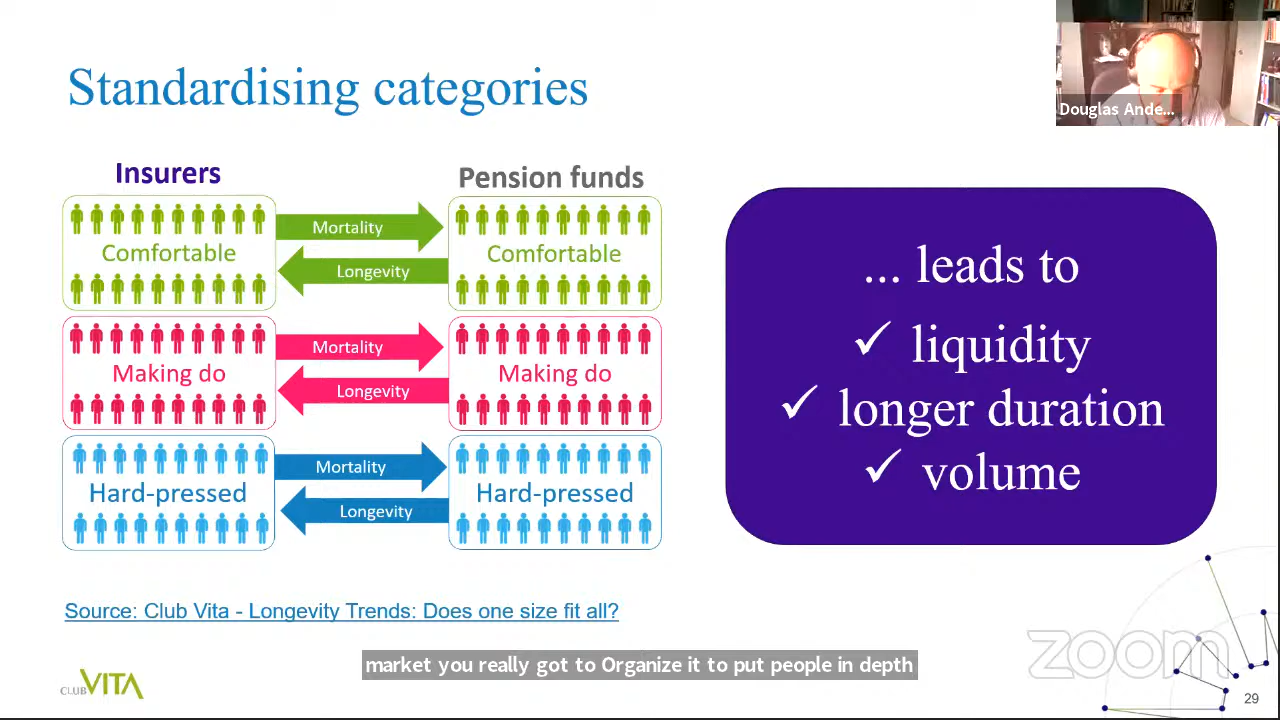 Standardising categories
Douglas Ande...
Insurers
Pension funds
Comfortable
Mortality
Longevity
Comfortable
Making do
Mortality
Longevity
Making do
Hard-pressed
Mortality
Longevity
Hard-pressed
... leads to
✓ liquidity
✓ longer duration
✓ volume
Source: Club Vita - Longevity Trends: Does one size fit all?
market you really got to Organize it to put people in depth
zoom
CLUB VITA
29